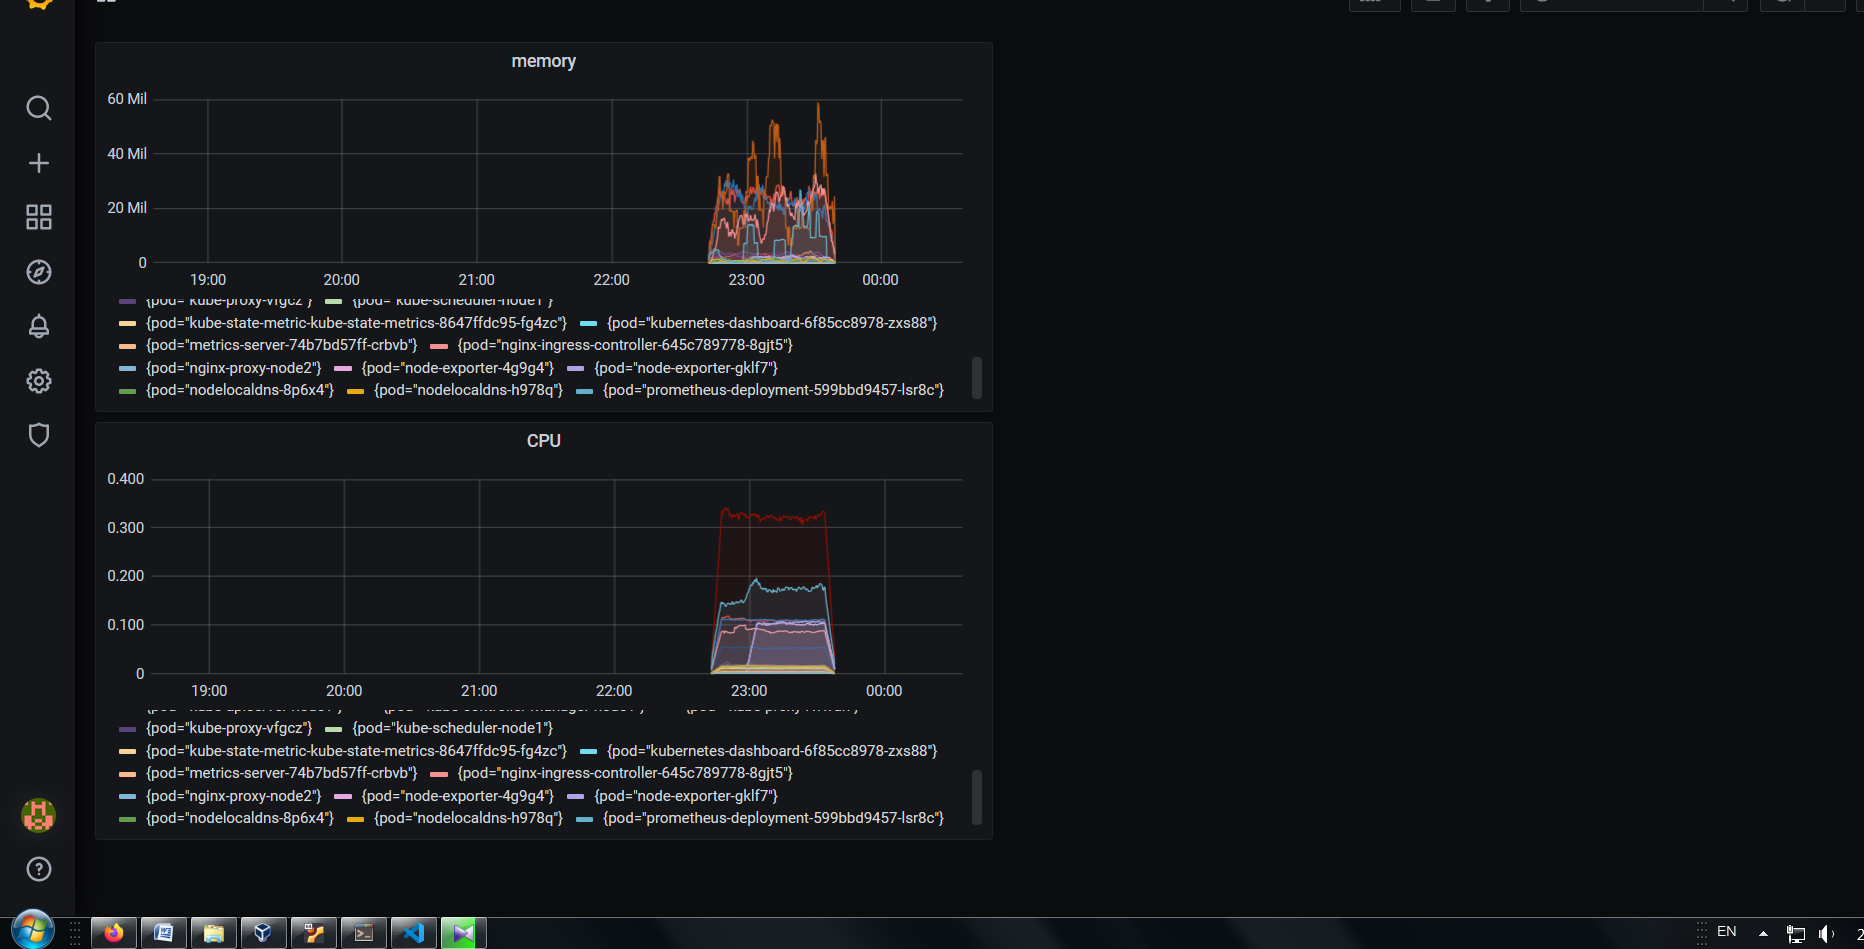 memory
60 Mil
40 Mil
20 Mil
0
19:00 20:00 21:00 22:00 23:00 00:00
{pod="kube-proxy-vfgcz"} {pod="kube-scheduler-node1"}
{pod="kube-state-metric-kube-state-metrics-8647ffdc95-fg4zc"} {pod="kubernetes-dashboard-6f85cc8978-zxs88"}
{pod="metrics-server-74b7bd57ff-crbvb"} {pod="nginx-ingress-controller-645c789778-8gjt5"}
{pod="nginx-proxy-node2"} {pod="node-exporter-4g9g4"} {pod="node-exporter-gklf7"}
{pod="nodelocaldns-8p6x4"} {pod="nodelocaldns-h978q"} {pod="prometheus-deployment-599bbd9457-lsr8c"}
CPU
0.400
0.300
0.200
0.100
0
19:00 20:00 21:00 22:00 23:00 00:00
{pod="kube-proxy-vfgcz"} {pod="kube-scheduler-node1"}
{pod="kube-state-metric-kube-state-metrics-8647ffdc95-fg4zc"} {pod="kubernetes-dashboard-6f85cc8978-zxs88"}
{pod="metrics-server-74b7bd57ff-crbvb"} {pod="nginx-ingress-controller-645c789778-8gjt5"}
{pod="nginx-proxy-node2"} {pod="node-exporter-4g9g4"} {pod="node-exporter-gklf7"}
{pod="nodelocaldns-8p6x4"} {pod="nodelocaldns-h978q"} {pod="prometheus-deployment-599bbd9457-lsr8c"}
EN